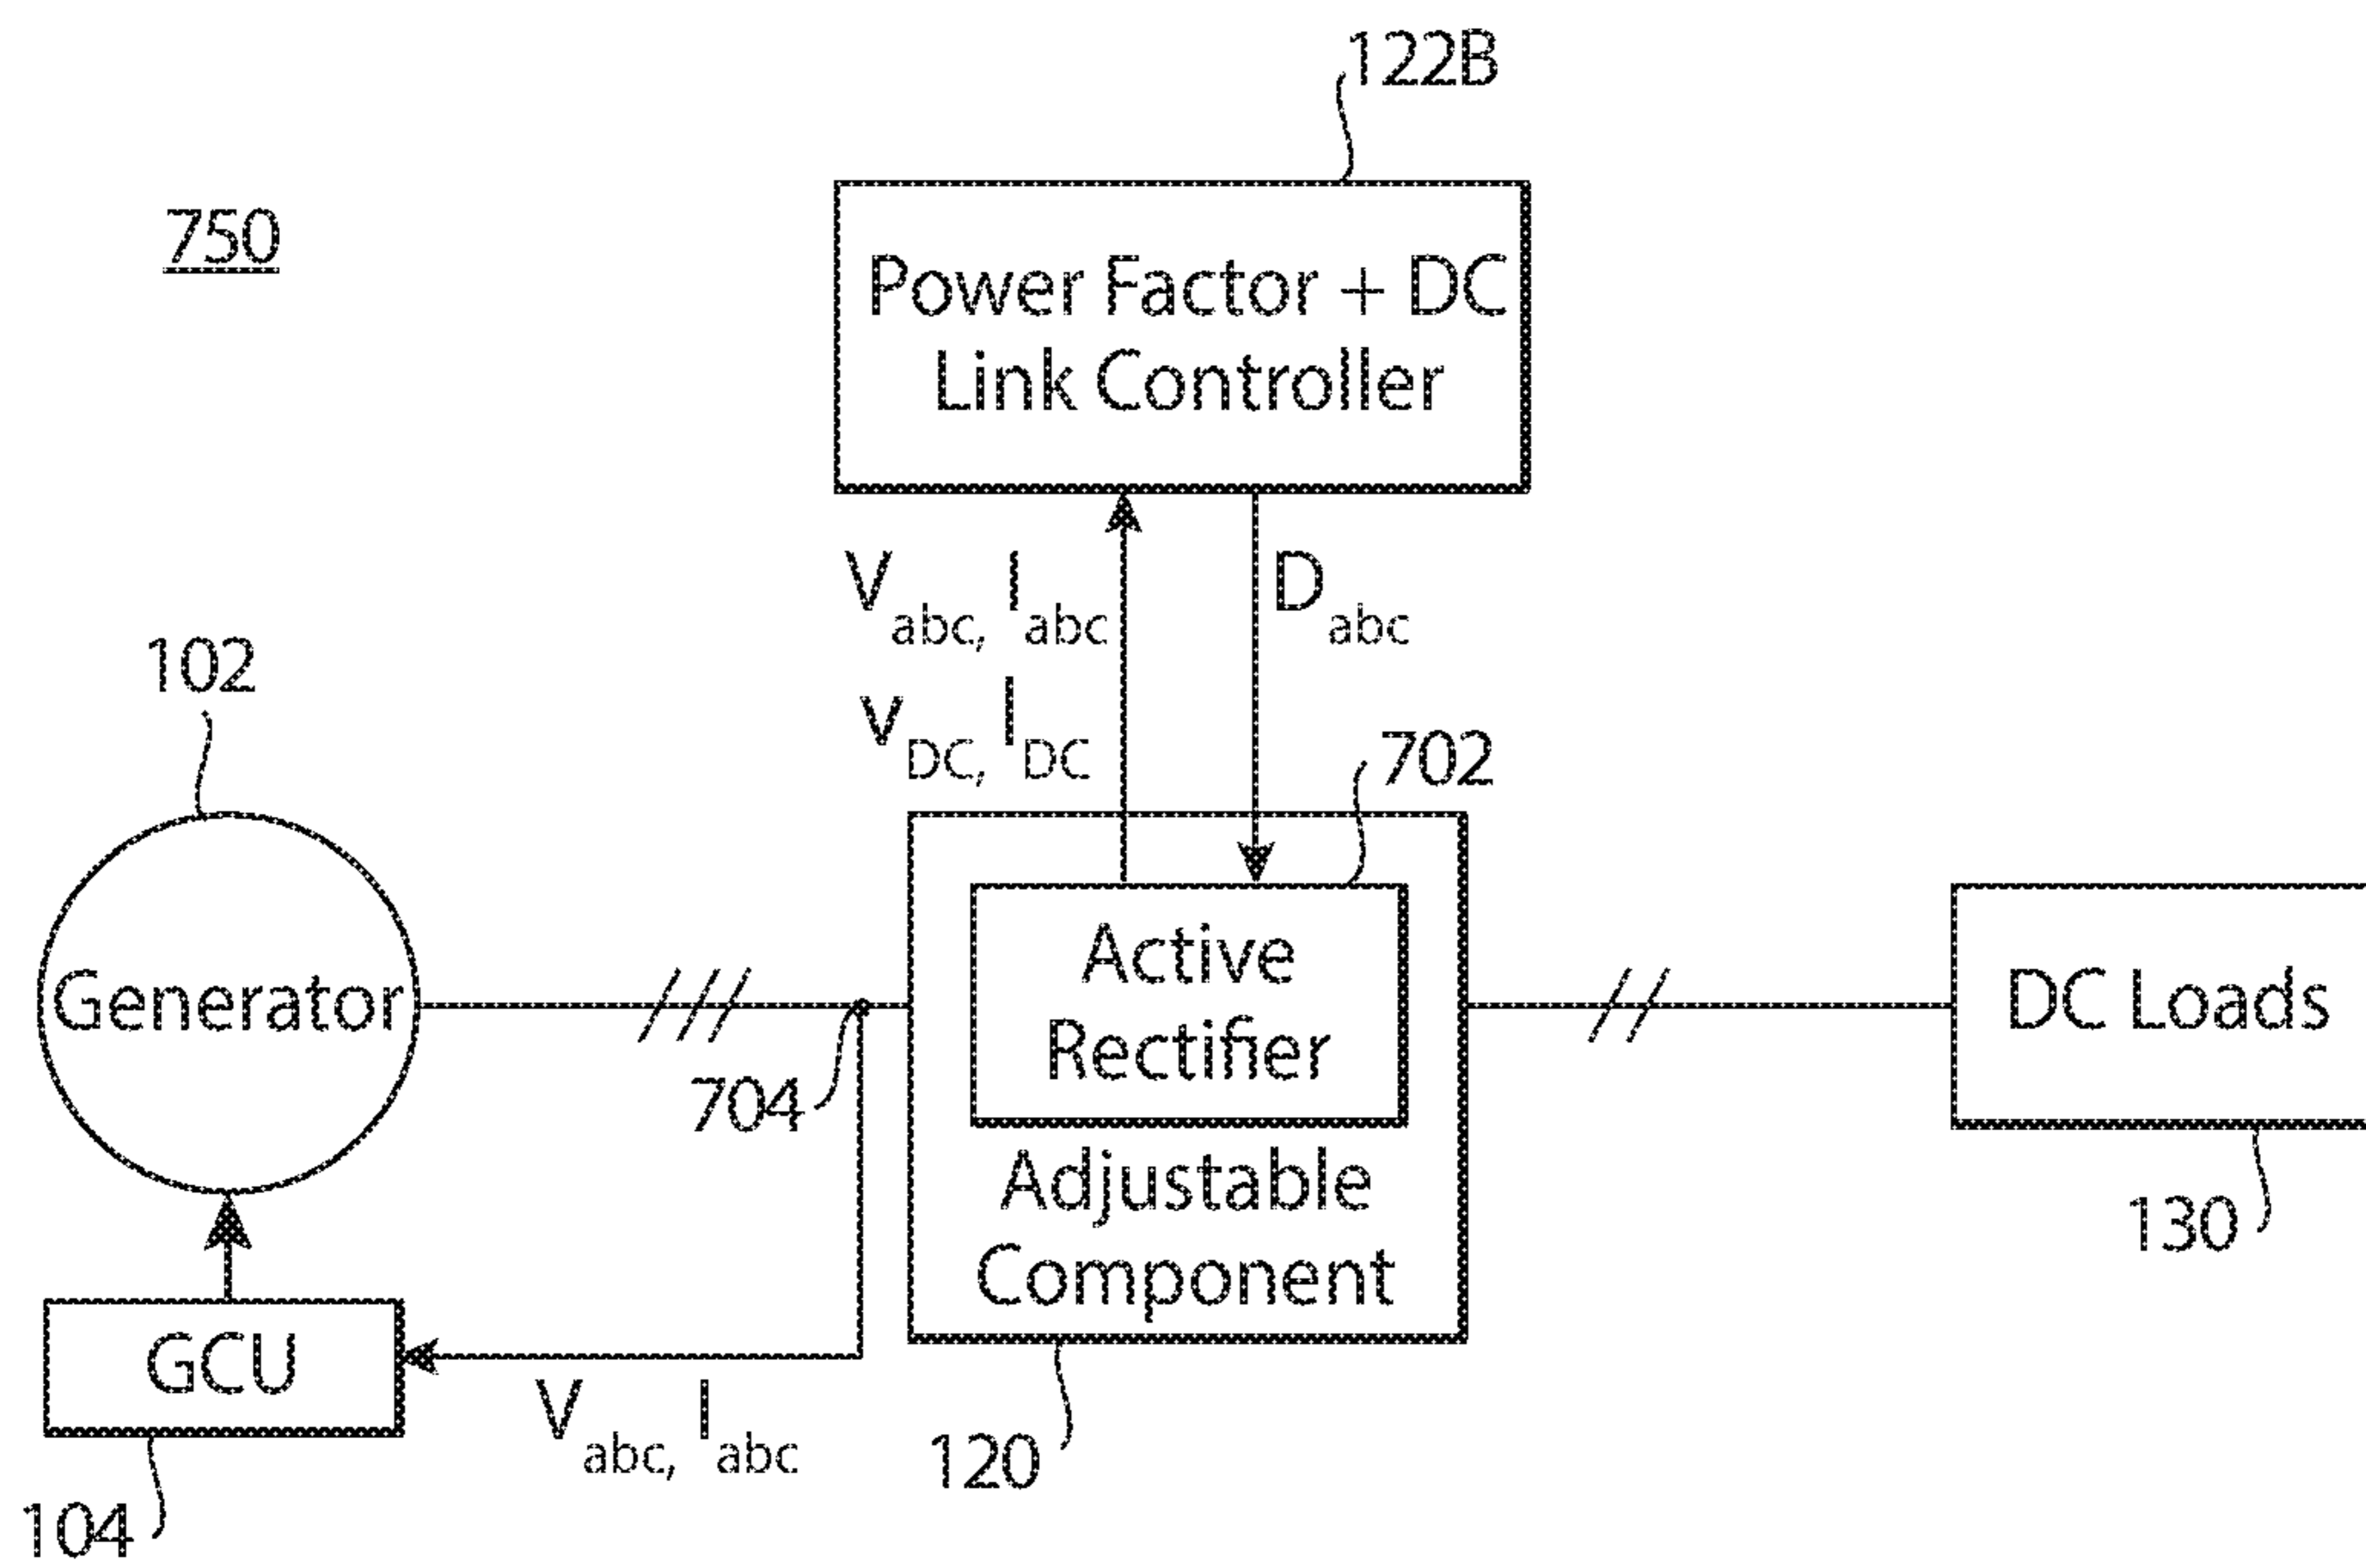 122B
750
Power Factor + DC
Link Controller
Vabc, Iabc
Dabc
vDC, IDC
102
702
Generator
Active
Rectifier
DC Loads
704
Adjustable
Component
130
GCU
Vabc, Iabc
120
104